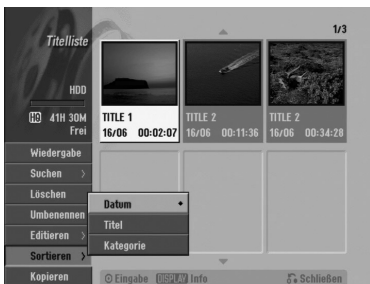 Titelliste
1/3
HDD
HQ 41H 30M
Frei
TITLE 1
16/06 00:02:07
TITLE 2
16/06 00:11:36
TITLE 2
16/06 00:34:28
Wiedergabe
Suchen
Löschen
Umbenennen
Editieren
Sortieren
Kopieren
Datum
Titel
Kategorie
Eingabe DISPLAY Info
Schließen